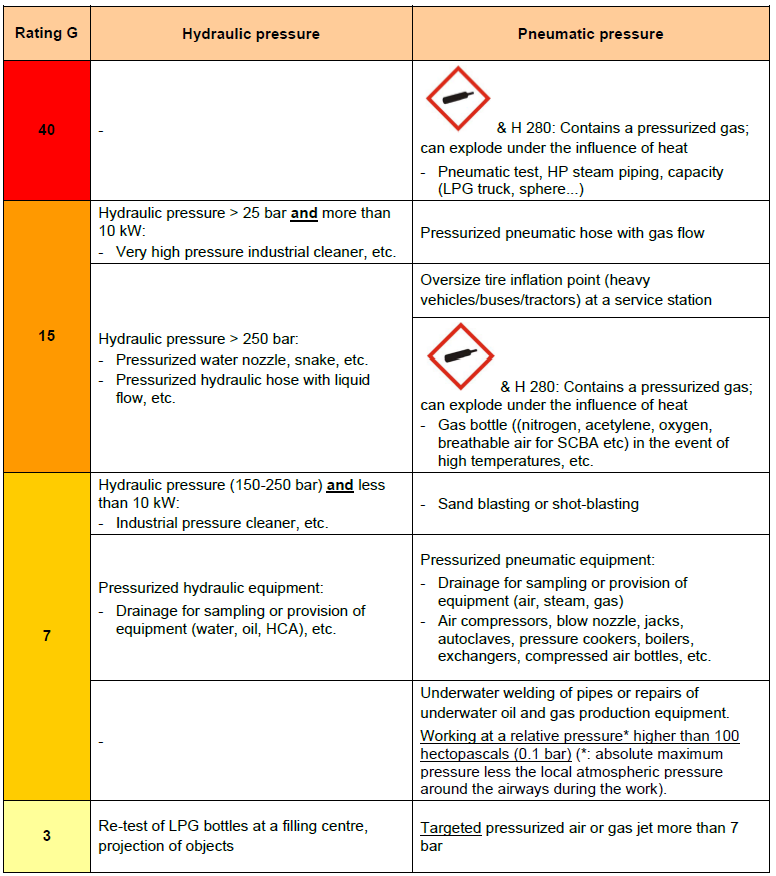 Rating G
Hydraulic pressure
Pneumatic pressure
40
-
& H 280: Contains a pressurized gas;
can explode under the influence of heat
- Pneumatic test, HP steam piping, capacity
(LPG truck, sphere...)
15
Hydraulic pressure > 25 bar and more than
10 kW:
- Very high pressure industrial cleaner, etc.
Pressurized pneumatic hose with gas flow
Hydraulic pressure > 250 bar:
- Pressurized water nozzle, snake, etc.
- Pressurized hydraulic hose with liquid
flow, etc.
Oversize tire inflation point (heavy
vehicles/buses/tractors) at a service station
& H 280: Contains a pressurized gas;
can explode under the influence of heat
- Gas bottle ((nitrogen, acetylene, oxygen,
breathable air for SCBA etc) in the event of
high temperatures, etc.
7
Hydraulic pressure (150-250 bar) and less
than 10 kW:
- Industrial pressure cleaner, etc.
- Sand blasting or shot-blasting
Pressurized hydraulic equipment:
- Drainage for sampling or provision of
equipment (water, oil, HCA), etc.
Pressurized pneumatic equipment:
- Drainage for sampling or provision of
equipment (air, steam, gas)
- Air compressors, blow nozzle, jacks,
autoclaves, pressure cookers, boilers,
exchangers, compressed air bottles, etc.
-
Underwater welding of pipes or repairs of
underwater oil and gas production equipment.
Working at a relative pressure* higher than 100
hectopascals (0.1 bar) (*: absolute maximum
pressure less the local atmospheric pressure
around the airways during the work).
3
Re-test of LPG bottles at a filling centre,
projection of objects
Targeted pressurized air or gas jet more than 7
bar